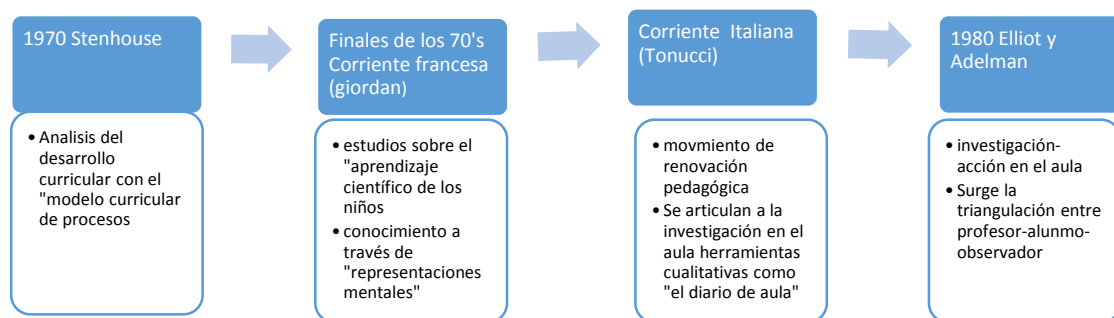 1970 Stenhouse
• Analisis del
desarrollo
curricular con el
"modelo curricular
de procesos
Finales de los 70's
Corriente francesa
(giordan)
• estudios sobre el
"aprendizaje
científico de los
niños
• conocimiento a
través de
"representaciones
mentales"
Corriente Italiana
(Tonucci)
• movmiento de
renovación
pedagógica
• Se articulan a la
investigación en el
aula herramientas
cualitativas como
"el diario de aula"
1980 Elliot y
Adelman
• investigación-
acción en el aula
• Surge la
triangulación entre
profesor-alunmo-
observador